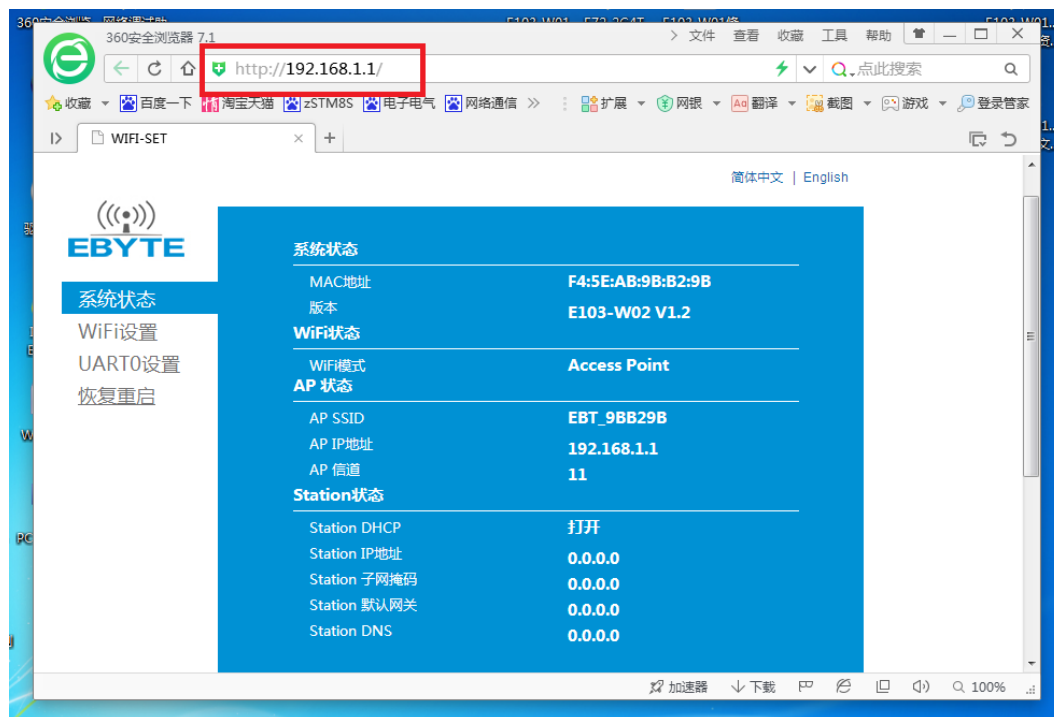 360安全浏览器 7.1
文件 查看 收藏 工具 帮助
http://192.168.1.1/
点此搜索
收藏 百度一下 淘宝天猫 zSTM8S 电子电气 网络通信 扩展 网银 翻译 截图 游戏 登录管家
WIFI-SET
简体中文 | English
EBYTE
系统状态
WiFi设置
UART0设置
恢复重启
系统状态
MAC地址 F4:5E:AB:9B:B2:9B
版本 E103-W02 V1.2
WiFi状态
WiFi模式 Access Point
AP 状态
AP SSID EBT_9BB29B
AP IP地址 192.168.1.1
AP 信道 11
Station状态
Station DHCP 打开
Station IP地址 0.0.0.0
Station 子网掩码 0.0.0.0
Station 默认网关 0.0.0.0
Station DNS 0.0.0.0
加速器 下载 100%